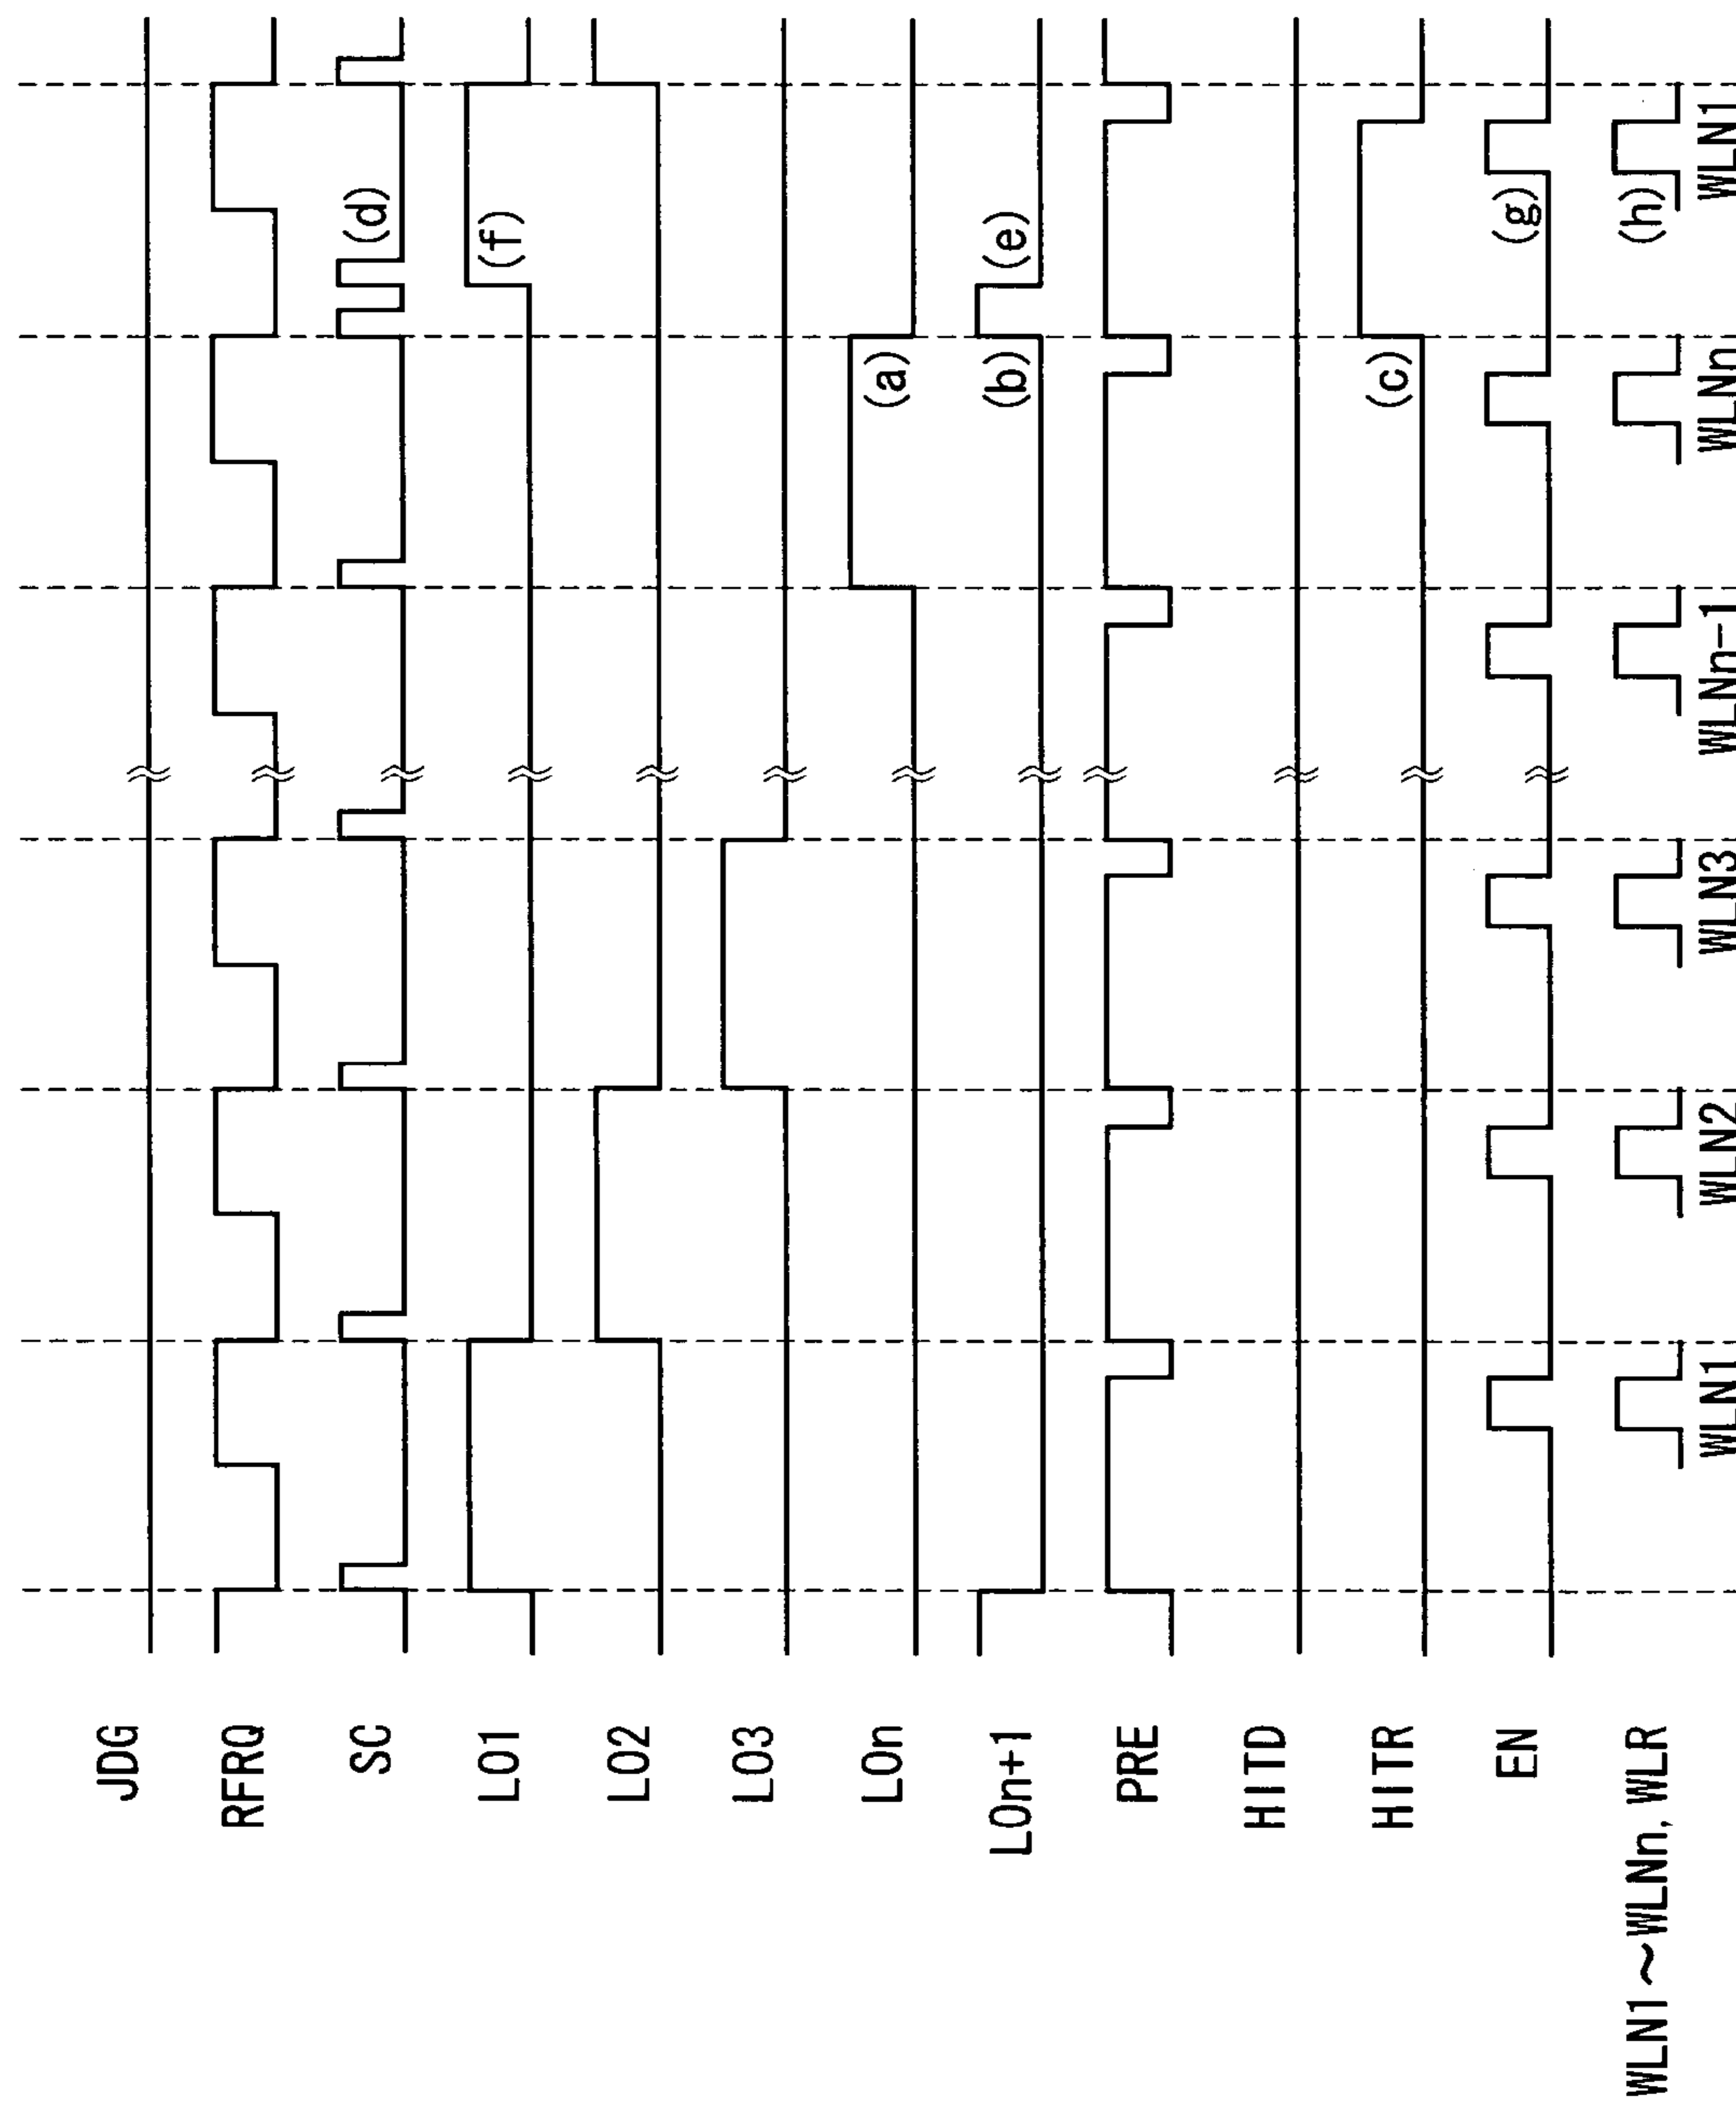 JDG
RFRQ
SC (d)
LO1 (f)
LO2
LO3
LOn (a)
LOn+1 (b) (e)
PRE
HITD
HITR (c)
EN (g)
WLN1~WLNn, WLR (h)
WLN1 WLN2 WLN3 WLNn-1 WLNn WLN1